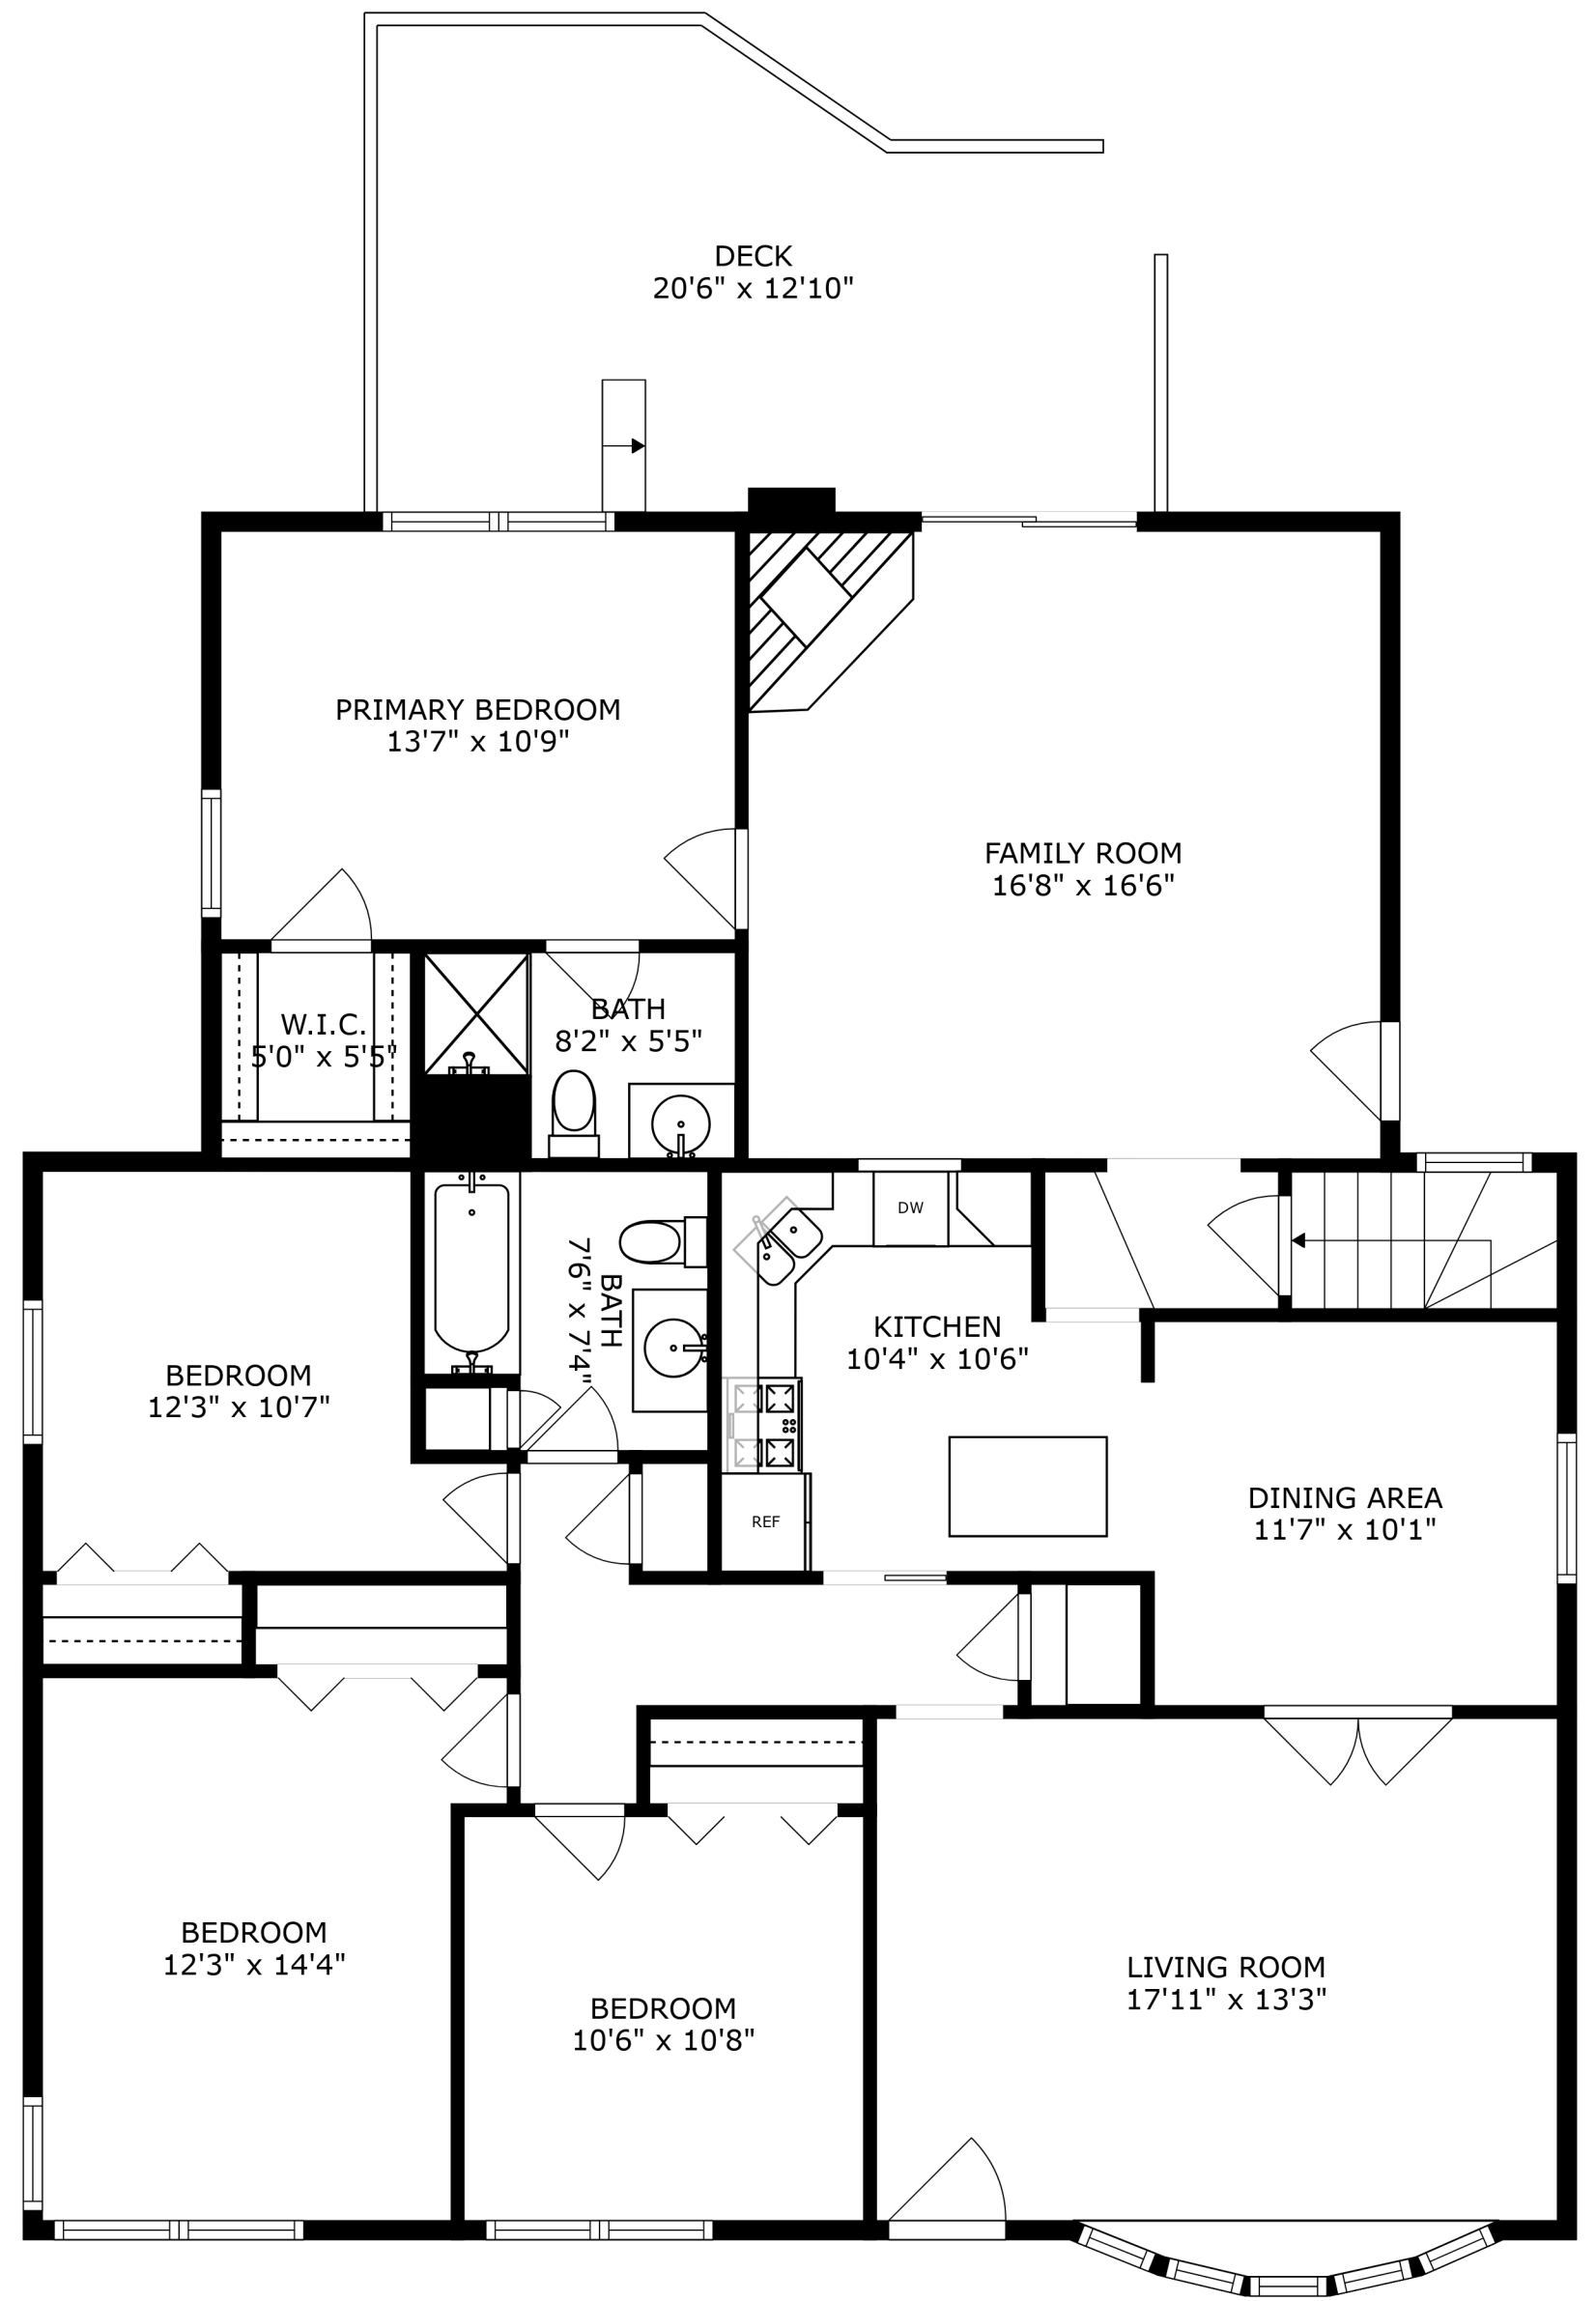 DECK
20'6" x 12'10"
PRIMARY BEDROOM
13'7" x 10'9"
FAMILY ROOM
16'8" x 16'6"
W.I.C.
5'0" x 5'5"
BATH
8'2" x 5'5"
DW
BATH
7'6" x 7'4"
KITCHEN
10'4" x 10'6"
BEDROOM
12'3" x 10'7"
DINING AREA
11'7" x 10'1"
REF
BEDROOM
12'3" x 14'4"
BEDROOM
10'6" x 10'8"
LIVING ROOM
17'11" x 13'3"